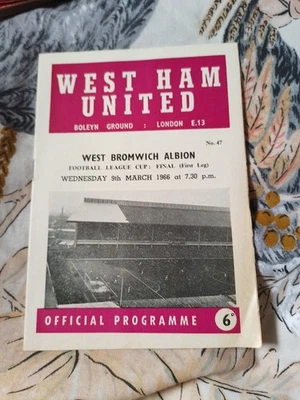 WEST HAM
UNITED
BOLEYN GROUND : LONDON E.13
No. 47
WEST BROMWICH ALBION
FOOTBALL LEAGUE CUP: FINAL (First Leg)
WEDNESDAY 9th MARCH 1966 at 7.30 p.m.
OFFICIAL PROGRAMME 6D